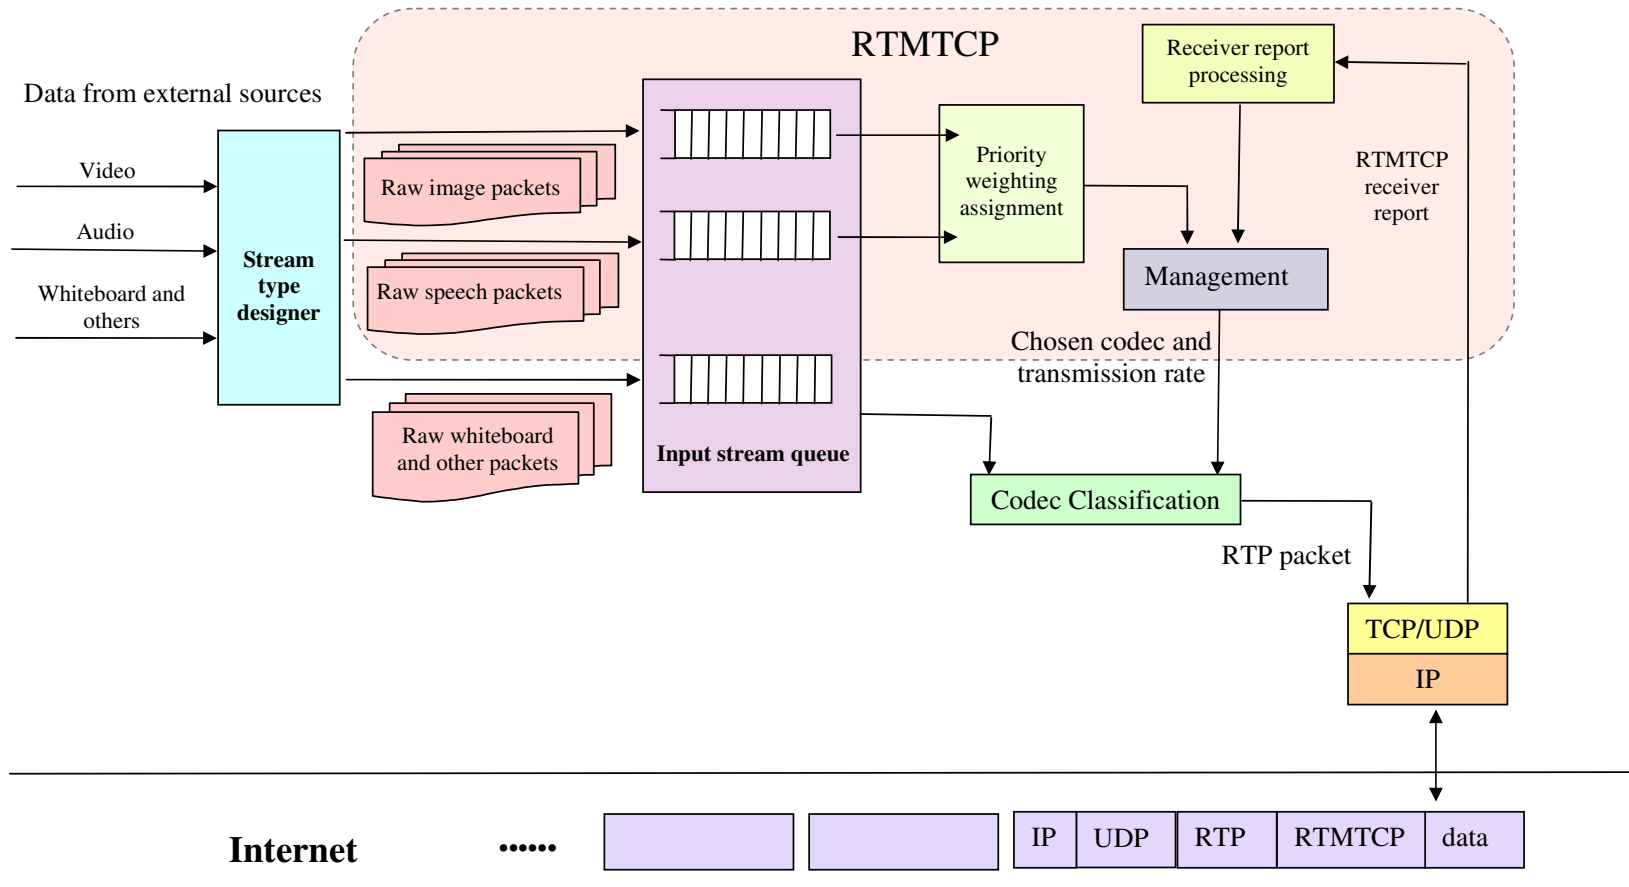 RTMTCP
Receiver report
processing
Data from external sources
Video
Audio
Whiteboard and
others
Stream
type
designer
Raw image packets
Raw speech packets
Raw whiteboard
and other packets
Input stream queue
Priority
weighting
assignment
RTMTCP
receiver
report
Management
Chosen codec and
transmission rate
Codec Classification
RTP packet
TCP/UDP
IP
Internet
......
IP
UDP
RTP
RTMTCP
data